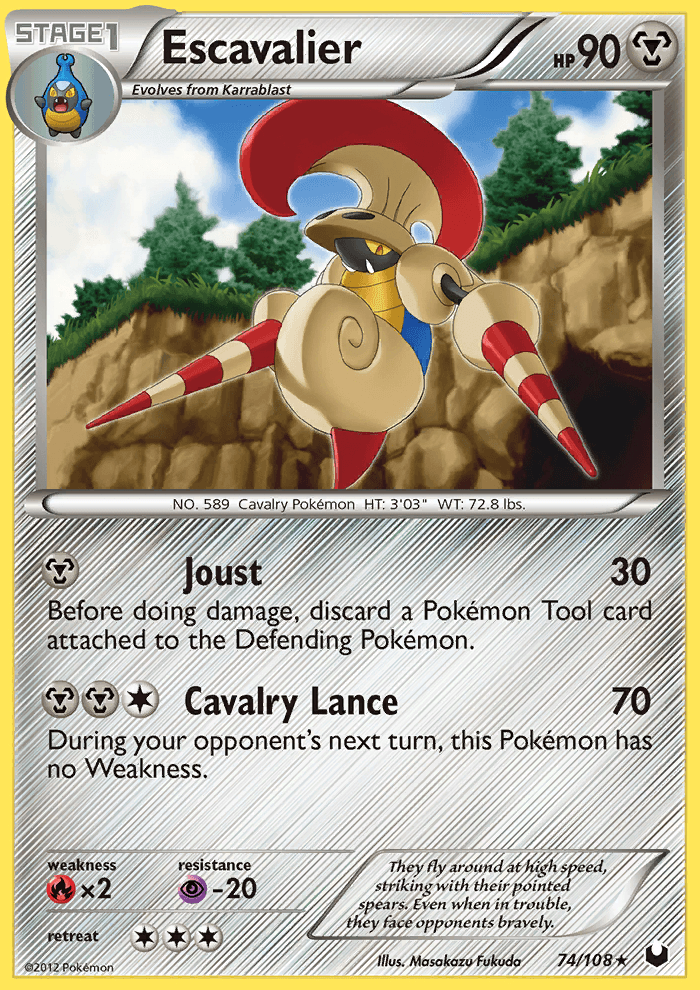 STAGE1
Escavalier
HP 90
Evolves from Karrablast
NO. 589 Cavalry Pokémon HT: 3'03" WT: 72.8 lbs.
Joust 30
Before doing damage, discard a Pokémon Tool card
attached to the Defending Pokémon.
Cavalry Lance 70
During your opponent's next turn, this Pokémon has
no Weakness.
weakness resistance
×2 -20
They fly around at high speed,
striking with their pointed
spears. Even when in trouble,
they face opponents bravely.
retreat
©2012 Pokémon
Illus. Masakazu Fukuda
74/108★